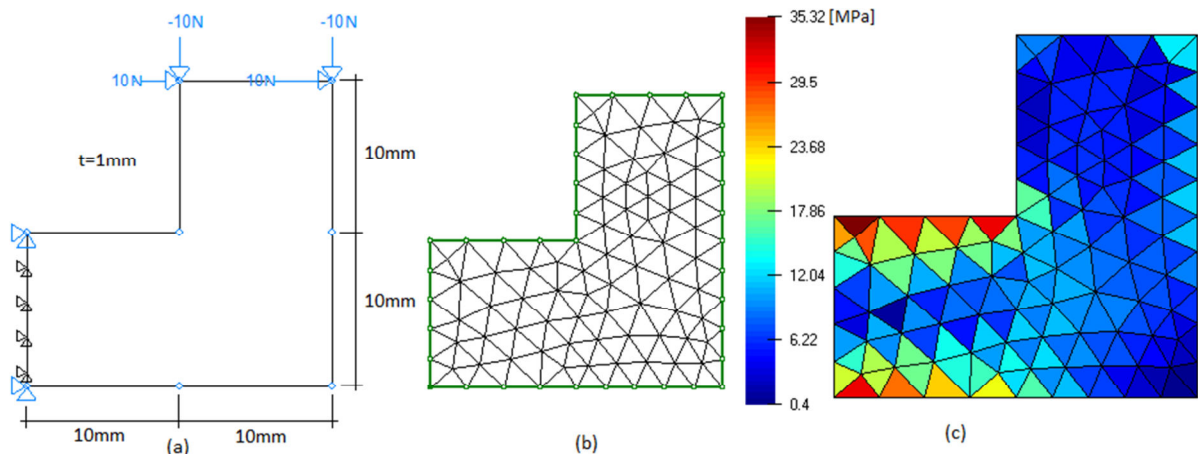 -10N
-10N
10N
10N
t=1mm
10mm
10mm
10mm
10mm
(a)
(b)
35.32 [MPa]
29.5
23.68
17.86
12.04
6.22
0.4
(c)